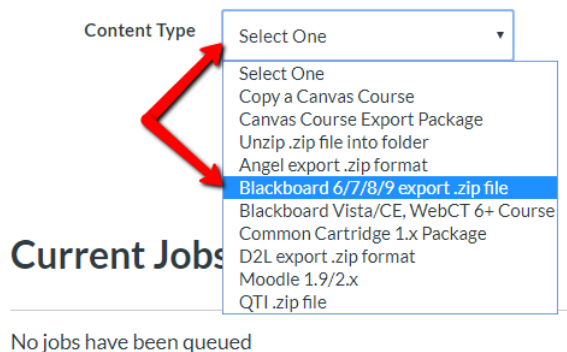 Content Type
Select One
Select One
Copy a Canvas Course
Canvas Course Export Package
Unzip .zip file into folder
Angel export .zip format
Blackboard 6/7/8/9 export .zip file
Blackboard Vista/CE, WebCT 6+ Course
Common Cartridge 1.x Package
D2L export .zip format
Moodle 1.9/2.x
QTI .zip file
Current Jobs
No jobs have been queued